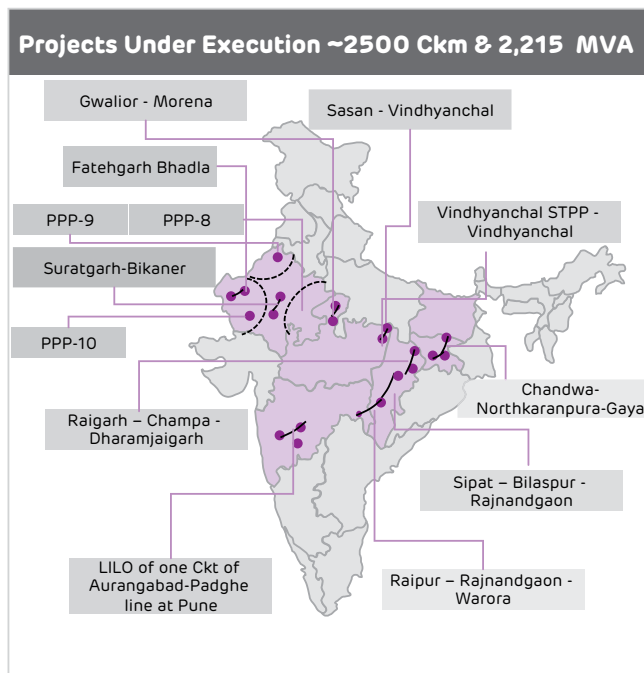 Projects Under Execution ~2500 Ckm & 2,215 MVA
Gwalior - Morena
Sasan - Vindhyanchal
Fatehgarh Bhadla
PPP-9
PPP-8
Vindhyanchal STPP -
Vindhyanchal
Suratgarh-Bikaner
PPP-10
Chandwa-
Northkaranpura-Gaya
Raigarh – Champa -
Dharamjaigarh
Sipat – Bilaspur -
Rajnandgaon
LILO of one Ckt of
Aurangabad-Padghe
line at Pune
Raipur – Rajnandgaon -
Warora